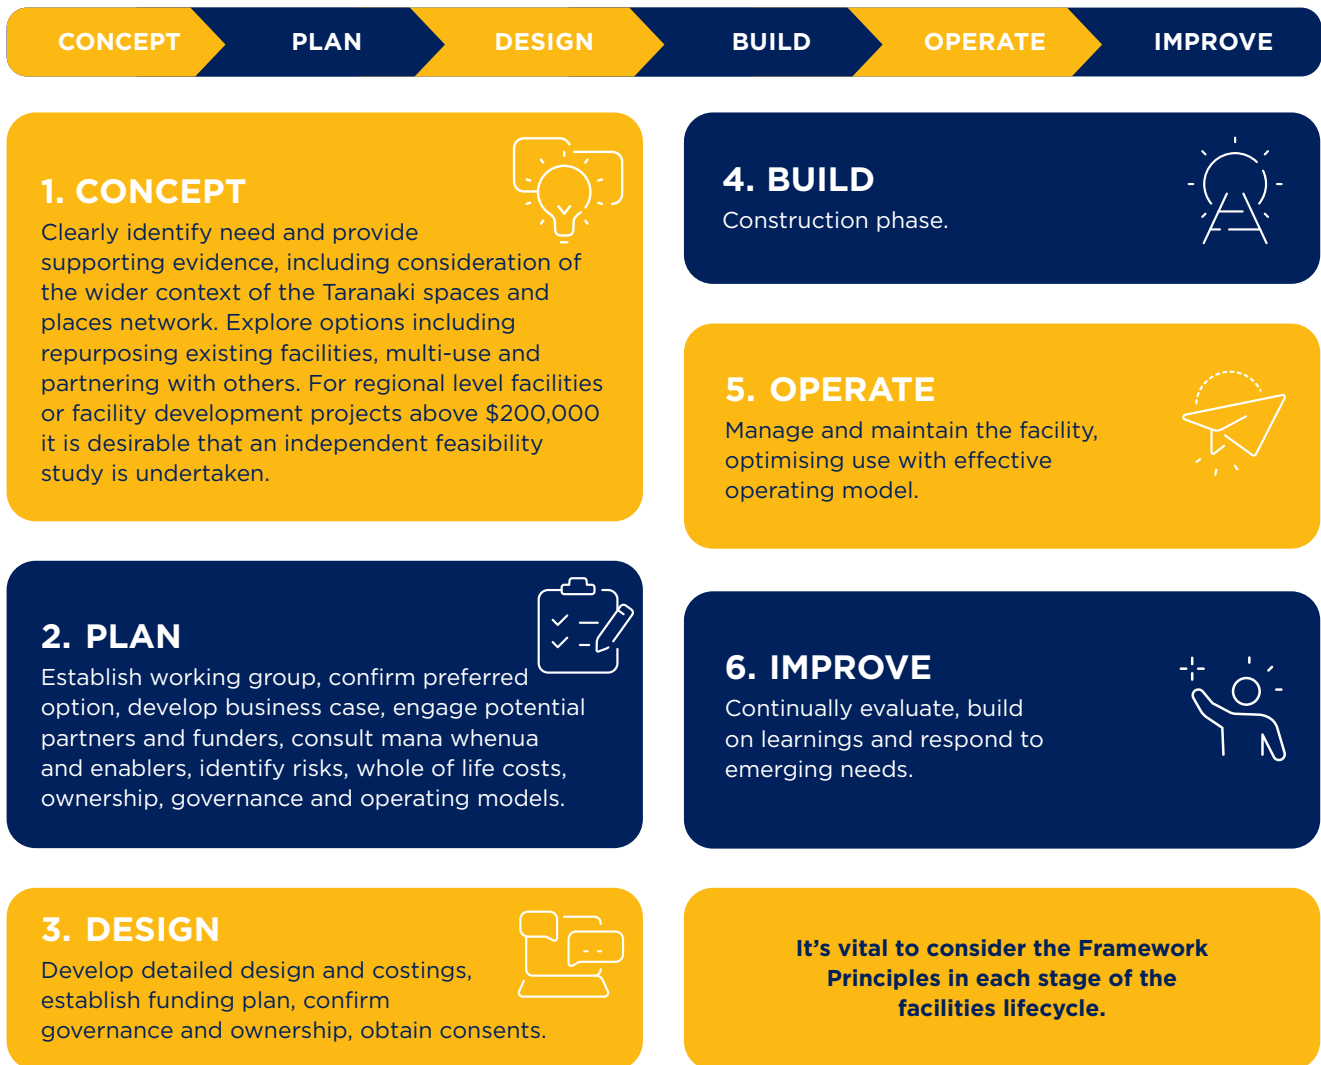 CONCEPT
PLAN
DESIGN
BUILD
OPERATE
IMPROVE
1. CONCEPT
Clearly identify need and provide
supporting evidence, including consideration of
the wider context of the Taranaki spaces and
places network. Explore options including
repurposing existing facilities, multi-use and
partnering with others. For regional level facilities
or facility development projects above $200,000
it is desirable that an independent feasibility
study is undertaken.
2. PLAN
Establish working group, confirm preferred
option, develop business case, engage potential
partners and funders, consult mana whenua
and enablers, identify risks, whole of life costs,
ownership, governance and operating models.
3. DESIGN
Develop detailed design and costings,
establish funding plan, confirm
governance and ownership, obtain consents.
4. BUILD
Construction phase.
5. OPERATE
Manage and maintain the facility,
optimising use with effective
operating model.
6. IMPROVE
Continually evaluate, build
on learnings and respond to
emerging needs.
It’s vital to consider the Framework
Principles in each stage of the
facilities lifecycle.